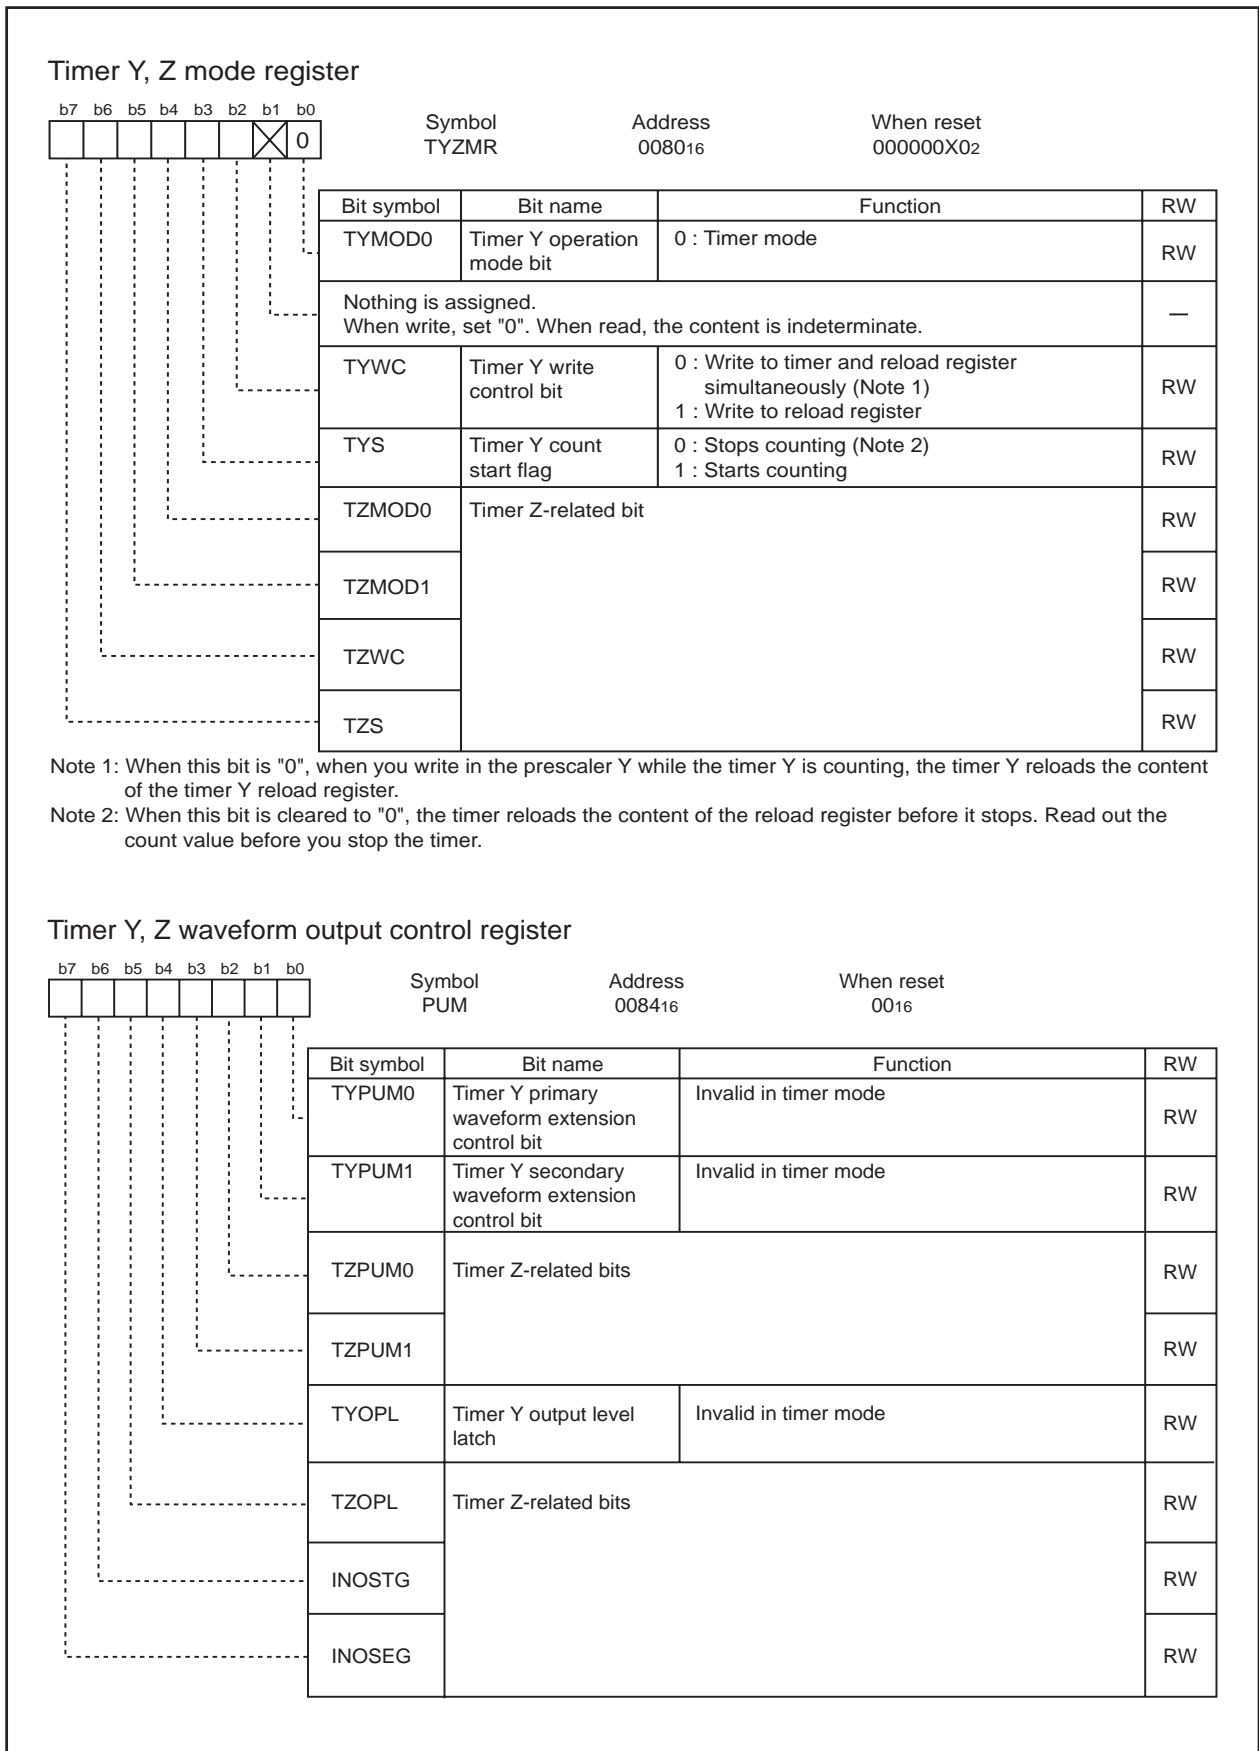 Timer Y, Z mode register
b7 b6 b5 b4 b3 b2 b1 b0
0
Symbol Address When reset
TYZMR 008016 000000X02
Bit symbol Bit name Function RW
TYMOD0 Timer Y operation mode bit 0 : Timer mode RW
Nothing is assigned.
When write, set "0". When read, the content is indeterminate. —
TYWC Timer Y write control bit 0 : Write to timer and reload register
simultaneously (Note 1)
1 : Write to reload register RW
TYS Timer Y count start flag 0 : Stops counting (Note 2)
1 : Starts counting RW
TZMOD0 Timer Z-related bit RW
TZMOD1 RW
TZWC RW
TZS RW
Note 1: When this bit is "0", when you write in the prescaler Y while the timer Y is counting, the timer Y reloads the content
of the timer Y reload register.
Note 2: When this bit is cleared to "0", the timer reloads the content of the reload register before it stops. Read out the
count value before you stop the timer.
Timer Y, Z waveform output control register
b7 b6 b5 b4 b3 b2 b1 b0
Symbol Address When reset
PUM 008416 0016
Bit symbol Bit name Function RW
TYPUM0 Timer Y primary waveform extension control bit Invalid in timer mode RW
TYPUM1 Timer Y secondary waveform extension control bit Invalid in timer mode RW
TZPUM0 Timer Z-related bits RW
TZPUM1 RW
TYOPL Timer Y output level latch Invalid in timer mode RW
TZOPL Timer Z-related bits RW
INOSTG RW
INOSEG RW